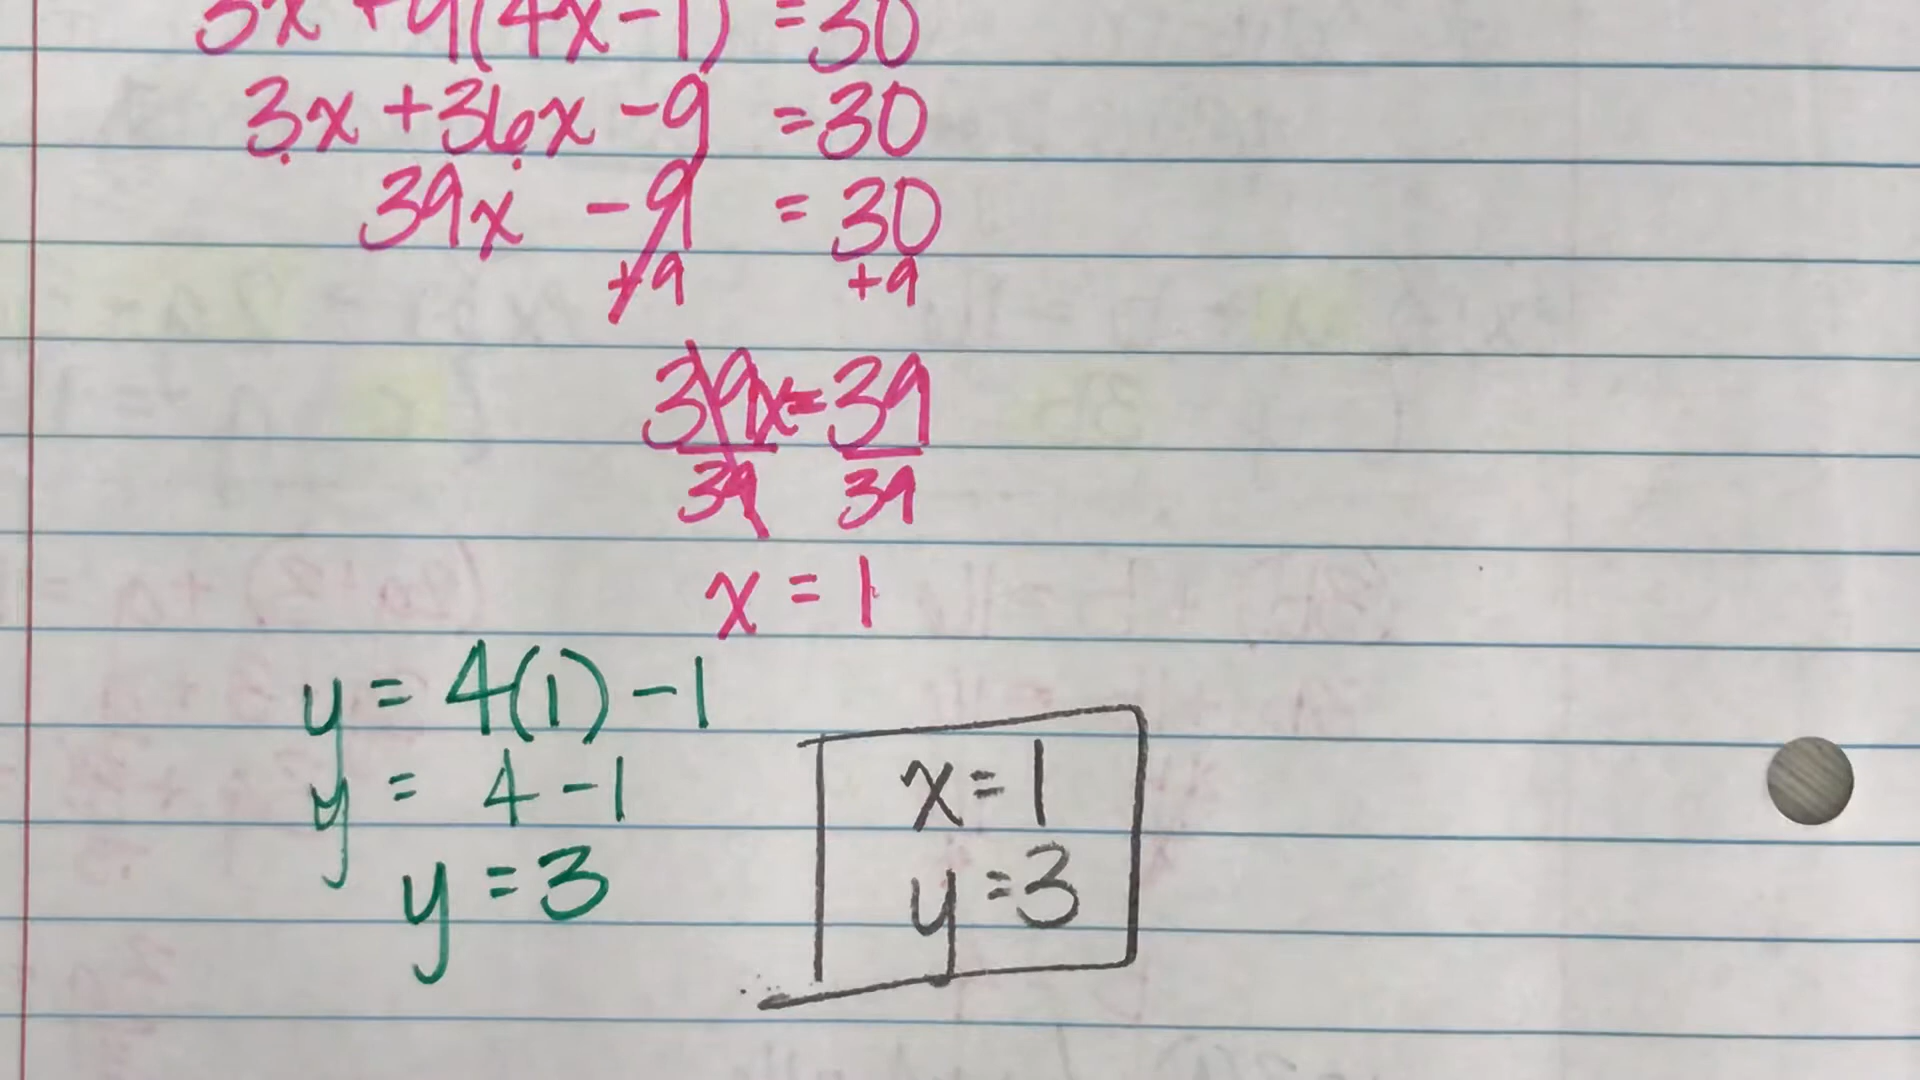 3x + 9(4x - 1) = 30
3x + 36x - 9 = 30
39x - 9 = 30
+9 +9
39x = 39
39 39
x = 1
y = 4(1) - 1
y = 4 - 1
y = 3
x = 1
y = 3